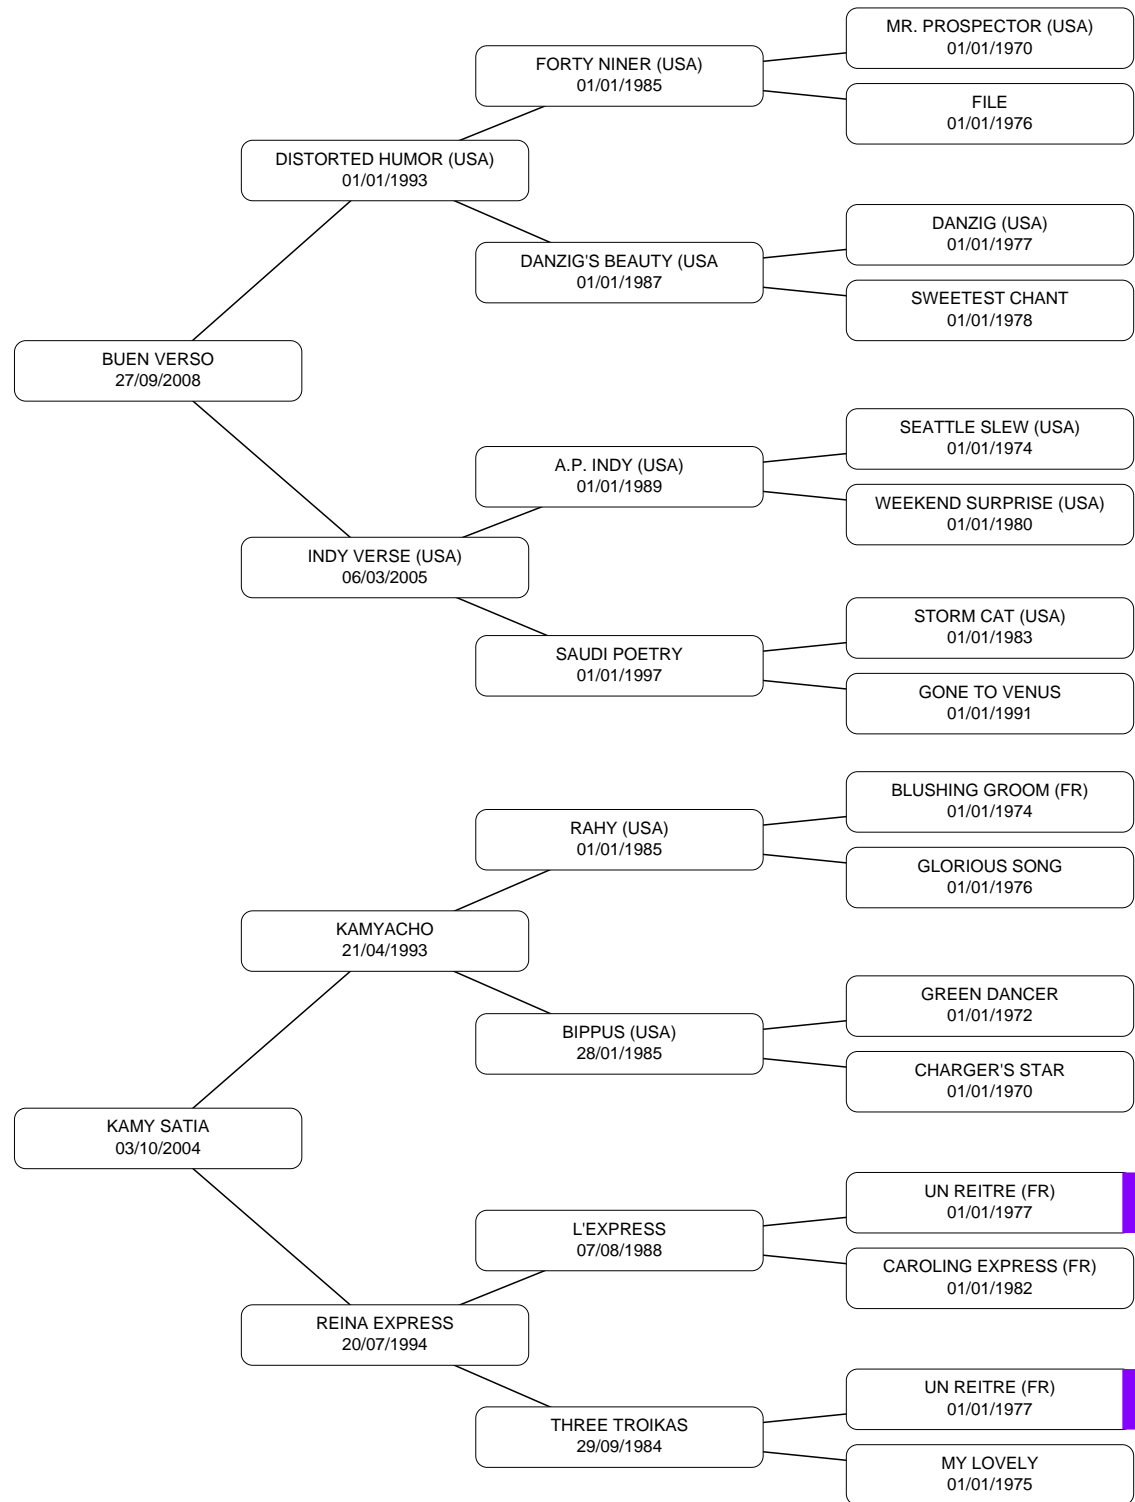 MR. PROSPECTOR (USA)
01/01/1970
FORTY NINER (USA)
01/01/1985
FILE
01/01/1976
DISTORTED HUMOR (USA)
01/01/1993
DANZIG (USA)
01/01/1977
DANZIG'S BEAUTY (USA
01/01/1987
SWEETEST CHANT
01/01/1978
BUEN VERSO
27/09/2008
SEATTLE SLEW (USA)
01/01/1974
A.P. INDY (USA)
01/01/1989
WEEKEND SURPRISE (USA)
01/01/1980
INDY VERSE (USA)
06/03/2005
STORM CAT (USA)
01/01/1983
SAUDI POETRY
01/01/1997
GONE TO VENUS
01/01/1991
BLUSHING GROOM (FR)
01/01/1974
RAHY (USA)
01/01/1985
GLORIOUS SONG
01/01/1976
KAMYACHO
21/04/1993
GREEN DANCER
01/01/1972
BIPPUS (USA)
28/01/1985
CHARGER'S STAR
01/01/1970
KAMY SATIA
03/10/2004
UN REITRE (FR)
01/01/1977
L'EXPRESS
07/08/1988
CAROLING EXPRESS (FR)
01/01/1982
REINA EXPRESS
20/07/1994
UN REITRE (FR)
01/01/1977
THREE TROIKAS
29/09/1984
MY LOVELY
01/01/1975